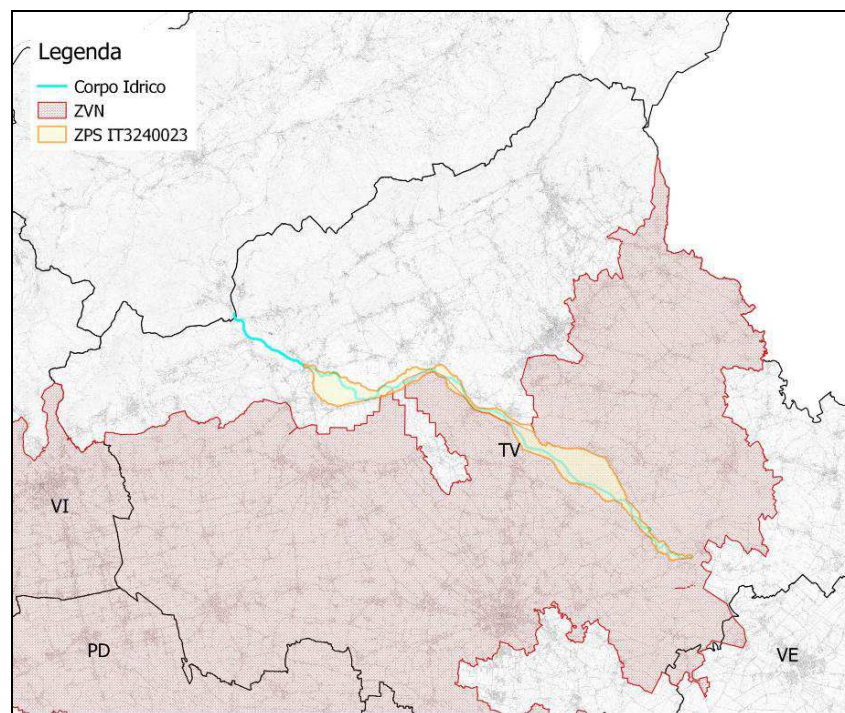 Legenda
Corpo Idrico
ZVN
ZPS IT3240023
TV
VI
PD
VE